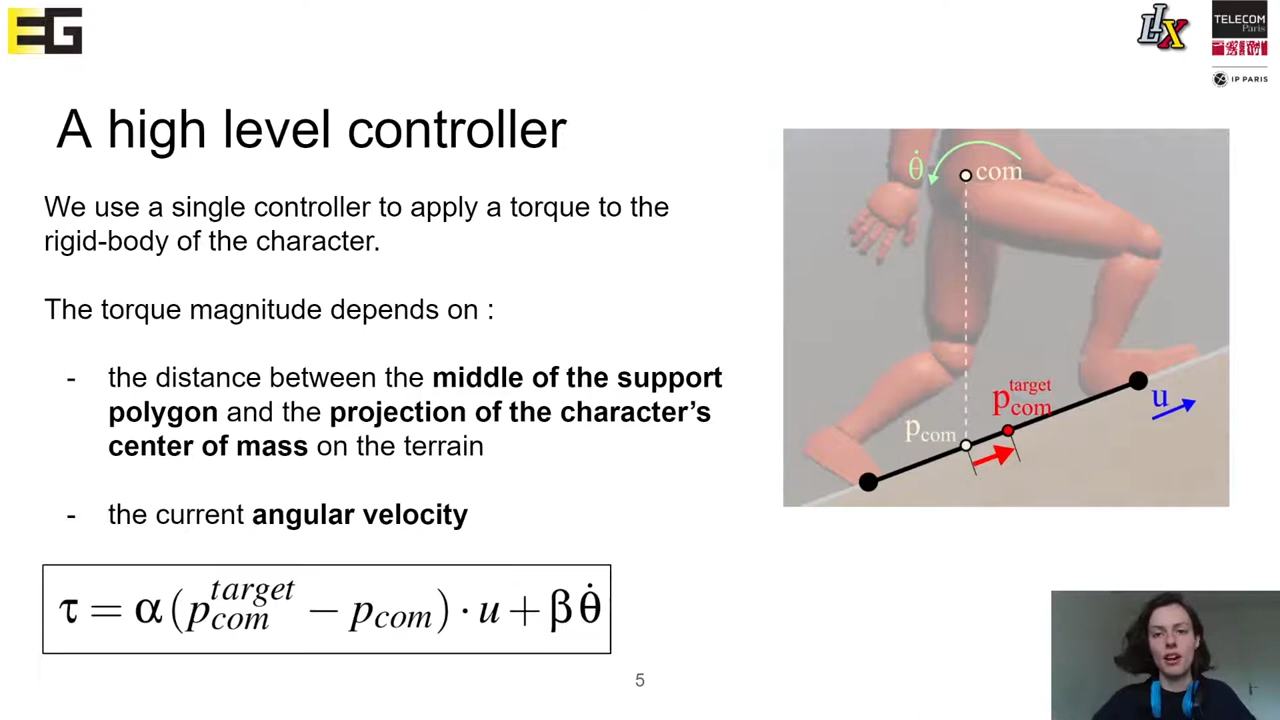 EG
LIX
TELECOM
Paris
IP PARIS
A high level controller
We use a single controller to apply a torque to the
rigid-body of the character.
The torque magnitude depends on :
- the distance between the middle of the support
polygon and the projection of the character's
center of mass on the terrain
- the current angular velocity
τ = α(p_com^target − p_com) · u + βθ̇
θ̇
com
p_com^target
u
p_com
5